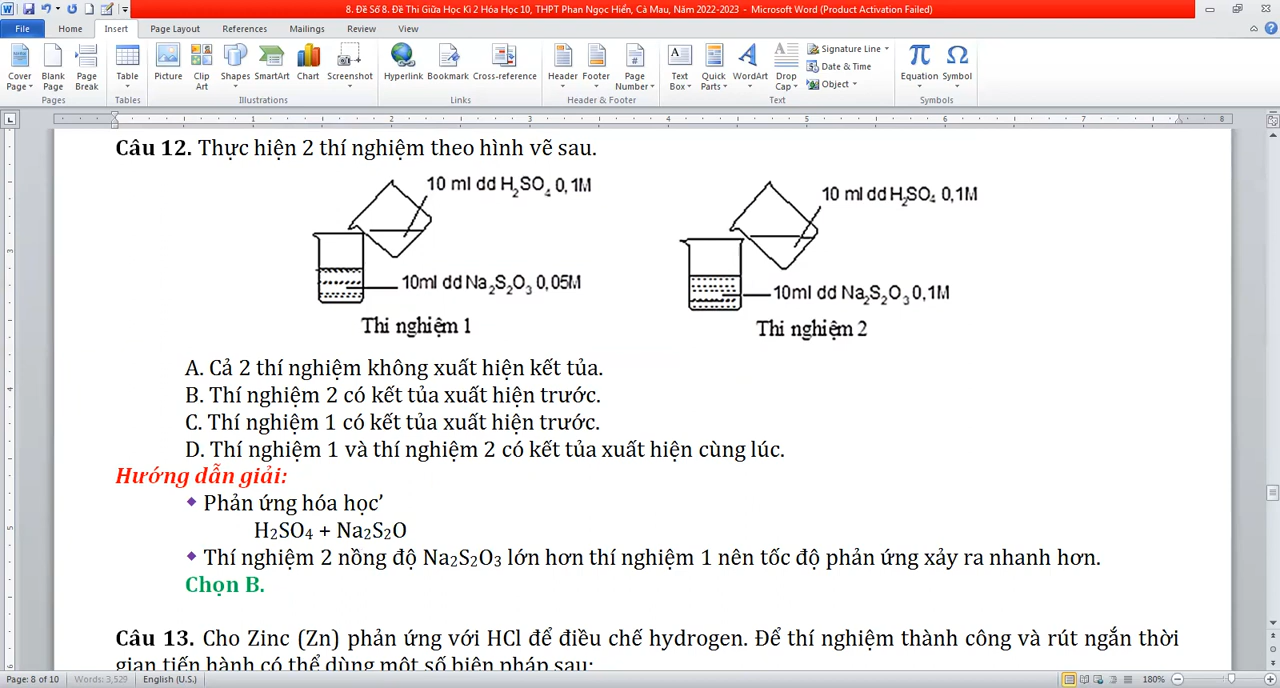 8. Đề Số 8. Đề Thi Giữa Học Kì 2 Hóa Học 10, THPT Phan Ngọc Hiển, Cà Mau, Năm 2022-2023 - Microsoft Word (Product Activation Failed)
File Home Insert Page Layout References Mailings Review View
Cover Page Blank Page Page Break Table Picture Clip Art Shapes SmartArt Chart Screenshot Hyperlink Bookmark Cross-reference Header Footer Page Number Text Box Quick Parts WordArt Drop Cap Signature Line Date & Time Object Equation Symbol
Pages Tables Illustrations Links Header & Footer Text Symbols
1 2 3 4 5 6 7 8
Câu 12. Thực hiện 2 thí nghiệm theo hình vẽ sau.
10 ml dd H₂SO₄ 0,1M
10 ml dd H₂SO₄ 0,1M
10ml dd Na₂S₂O₃ 0,05M
10ml dd Na₂S₂O₃ 0,1M
Thi nghiệm 1
Thi nghiệm 2
A. Cả 2 thí nghiệm không xuất hiện kết tủa.
B. Thí nghiệm 2 có kết tủa xuất hiện trước.
C. Thí nghiệm 1 có kết tủa xuất hiện trước.
D. Thí nghiệm 1 và thí nghiệm 2 có kết tủa xuất hiện cùng lúc.
Hướng dẫn giải:
Phản ứng hóa học’
H₂SO₄ + Na₂S₂O
Thí nghiệm 2 nồng độ Na₂S₂O₃ lớn hơn thí nghiệm 1 nên tốc độ phản ứng xảy ra nhanh hơn.
Chọn B.
Câu 13. Cho Zinc (Zn) phản ứng với HCl để điều chế hydrogen. Để thí nghiệm thành công và rút ngắn thời
gian tiến hành có thể dùng một số biện pháp sau:
Page: 8 of 10 Words: 3,529 English (U.S.) 180%